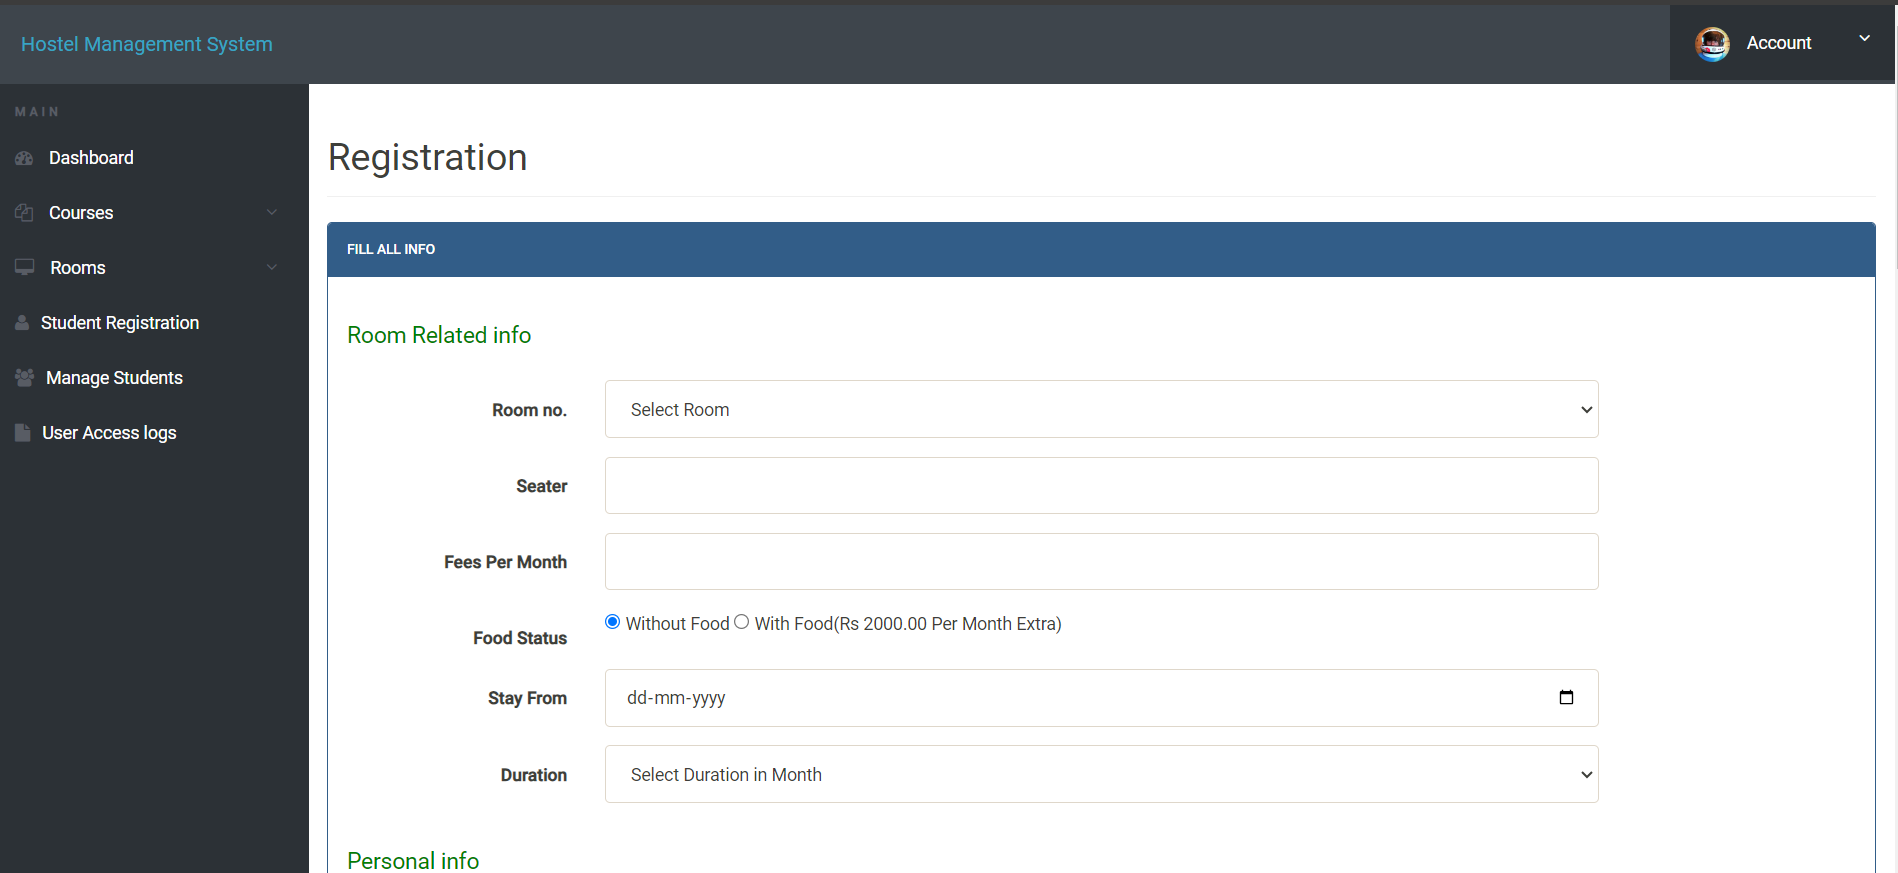 Hostel Management System
Account
MAIN
Dashboard
Courses
Rooms
Student Registration
Manage Students
User Access logs
Registration
FILL ALL INFO
Room Related info
Room no.
Select Room
Seater
Fees Per Month
Food Status
Without Food With Food(Rs 2000.00 Per Month Extra)
Stay From
dd-mm-yyyy
Duration
Select Duration in Month
Personal info